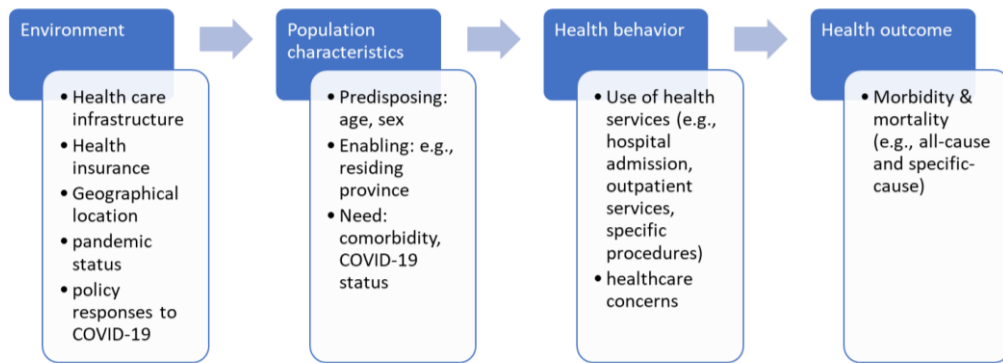 Environment
• Health care
infrastructure
• Health
insurance
• Geographical
location
• pandemic
status
• policy
responses to
COVID-19
Population
characteristics
• Predisposing:
age, sex
• Enabling: e.g.,
residing
province
• Need:
comorbidity,
COVID-19
status
Health behavior
• Use of health
services (e.g.,
hospital
admission,
outpatient
services,
specific
procedures)
• healthcare
concerns
Health outcome
• Morbidity &
mortality
(e.g., all-cause
and specific-
cause)